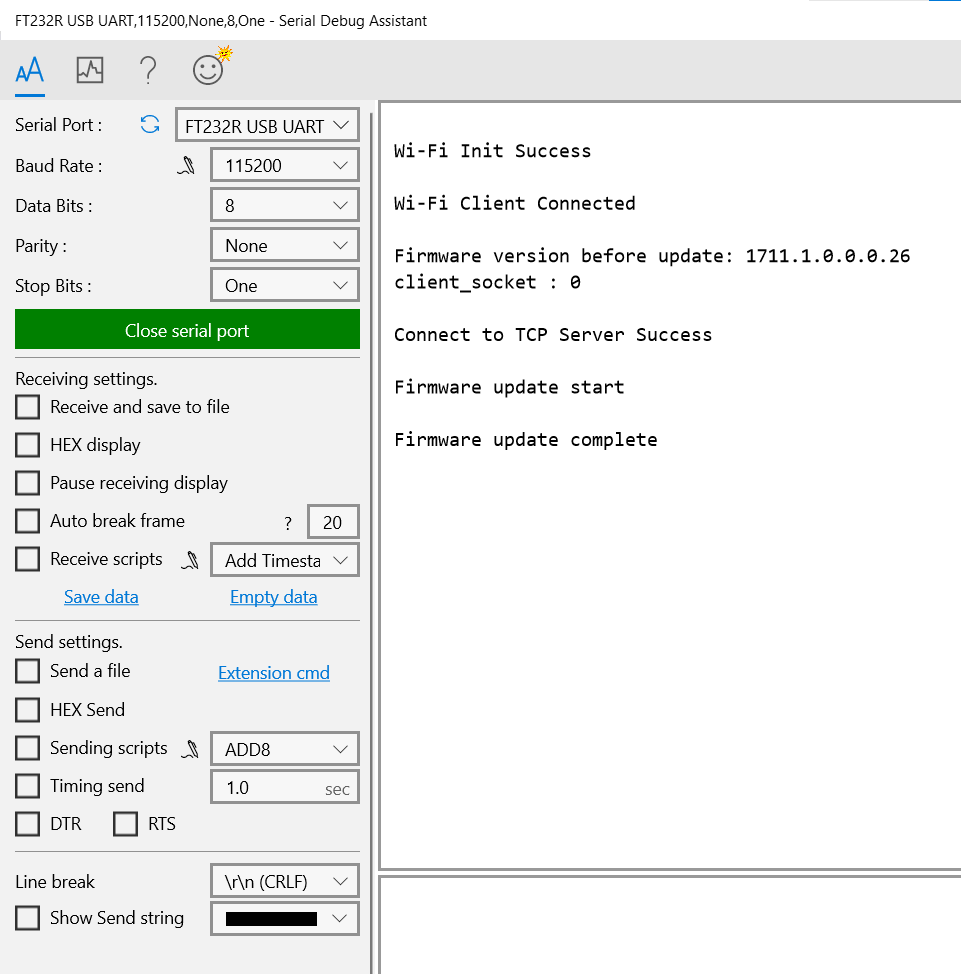 FT232R USB UART,115200,None,8,One - Serial Debug Assistant
Serial Port :
FT232R USB UART
Baud Rate :
115200
Data Bits :
8
Parity :
None
Stop Bits :
One
Close serial port
Receiving settings.
Receive and save to file
HEX display
Pause receiving display
Auto break frame
?
20
Receive scripts
Add Timesta
Save data
Empty data
Send settings.
Send a file
Extension cmd
HEX Send
Sending scripts
ADD8
Timing send
1.0
sec
DTR
RTS
Line break
\r\n (CRLF)
Show Send string
Wi-Fi Init Success
Wi-Fi Client Connected
Firmware version before update: 1711.1.0.0.0.26
client_socket : 0
Connect to TCP Server Success
Firmware update start
Firmware update complete